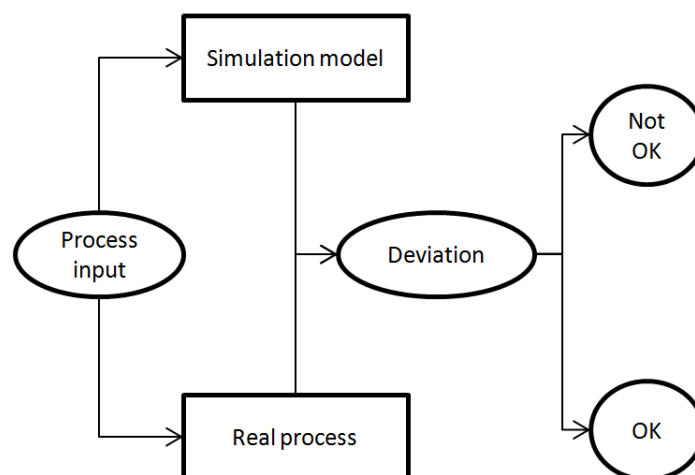 Simulation model
Not
OK
Process
input
Deviation
Real process
OK